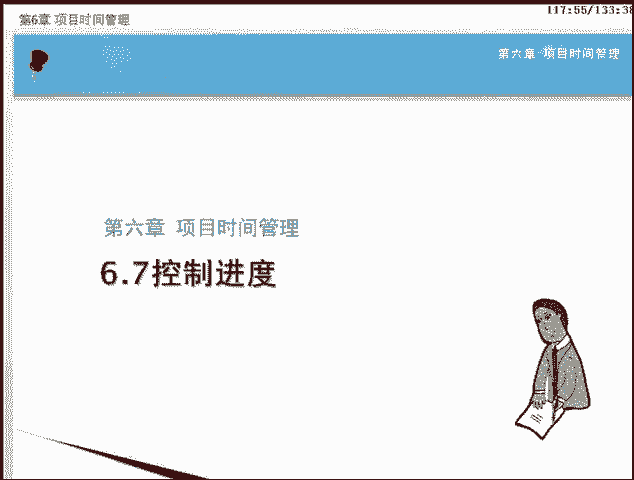 第6章 项目时间管理
117:55/133:38
第六章 项目时间管理
第六章 项目时间管理
6.7控制进度